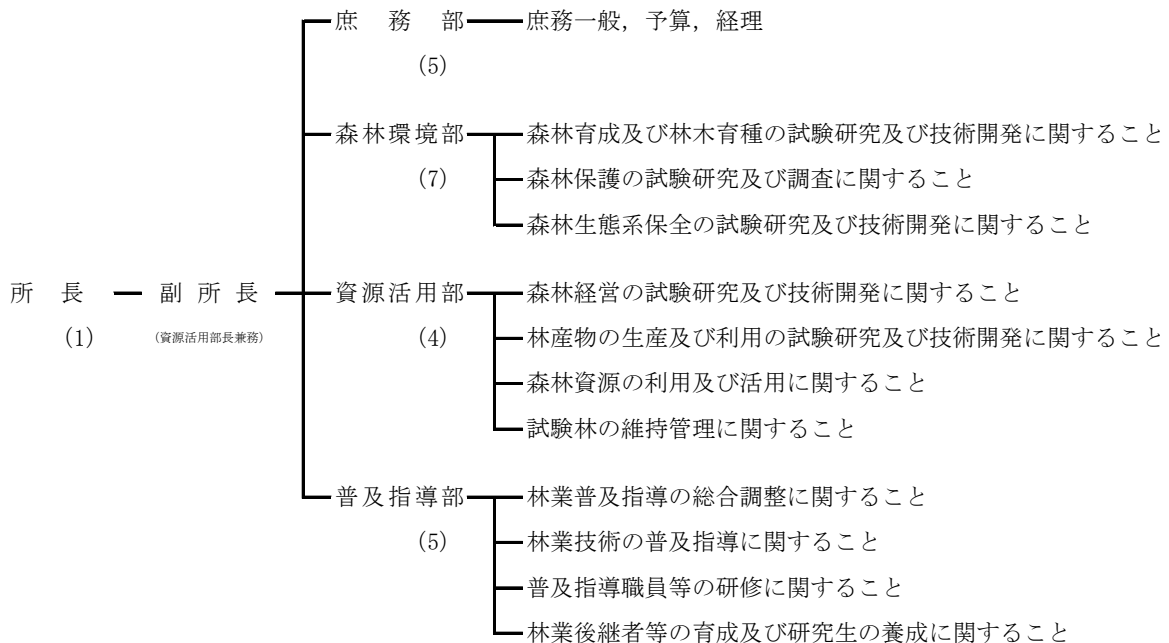 庶務部 庶務一般，予算，経理
(5)
森林環境部 森林育成及び林木育種の試験研究及び技術開発に関すること
(7) 森林保護の試験研究及び調査に関すること
森林生態系保全の試験研究及び技術開発に関すること
所長 副所長 資源活用部 森林経営の試験研究及び技術開発に関すること
(1) (資源活用部長兼務) (4) 林産物の生産及び利用の試験研究及び技術開発に関すること
森林資源の利用及び活用に関すること
試験林の維持管理に関すること
普及指導部 林業普及指導の総合調整に関すること
(5) 林業技術の普及指導に関すること
普及指導職員等の研修に関すること
林業後継者等の育成及び研究生の養成に関すること